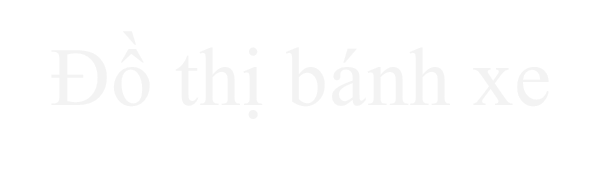 Đồ thị bánh xe